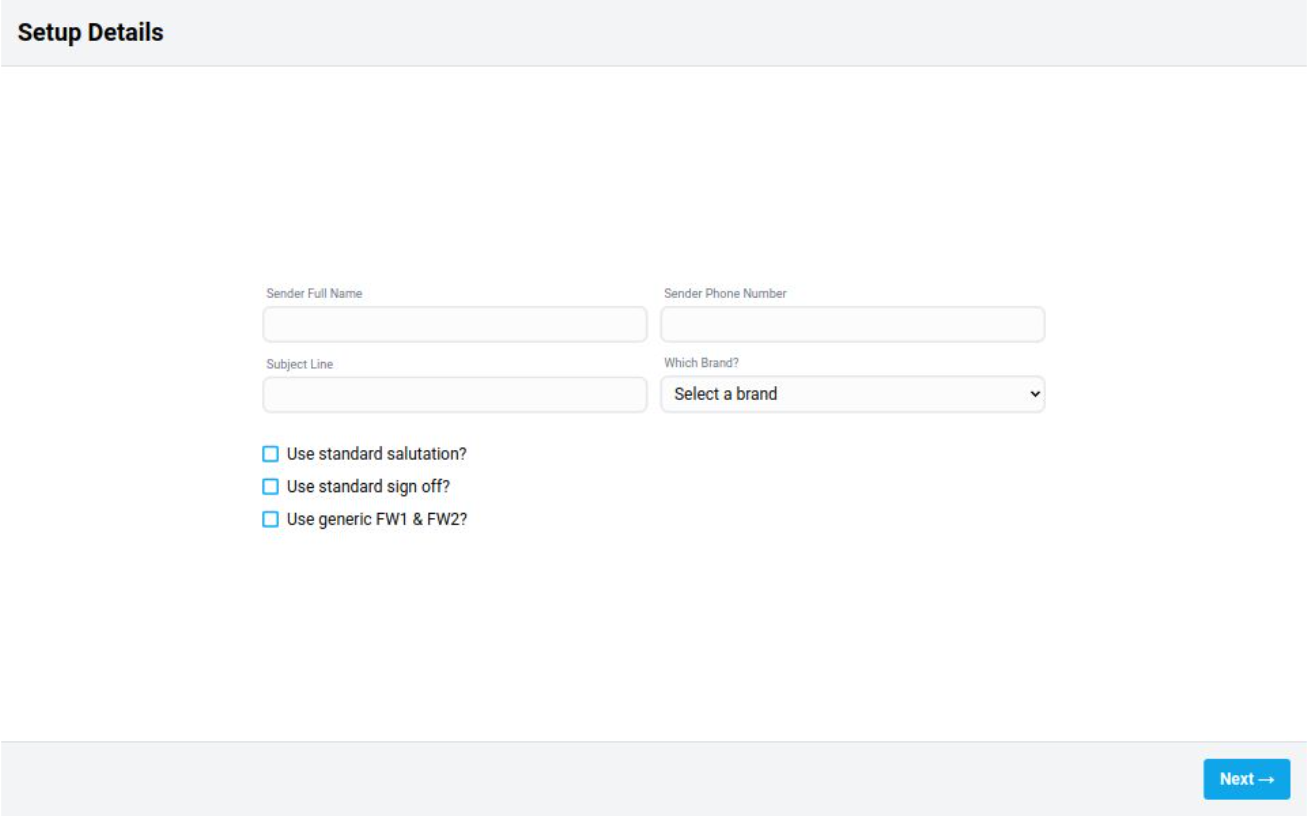 Setup Details
Sender Full Name
Sender Phone Number
Subject Line
Which Brand?
Select a brand
Use standard salutation?
Use standard sign off?
Use generic FW1 & FW2?
Next →